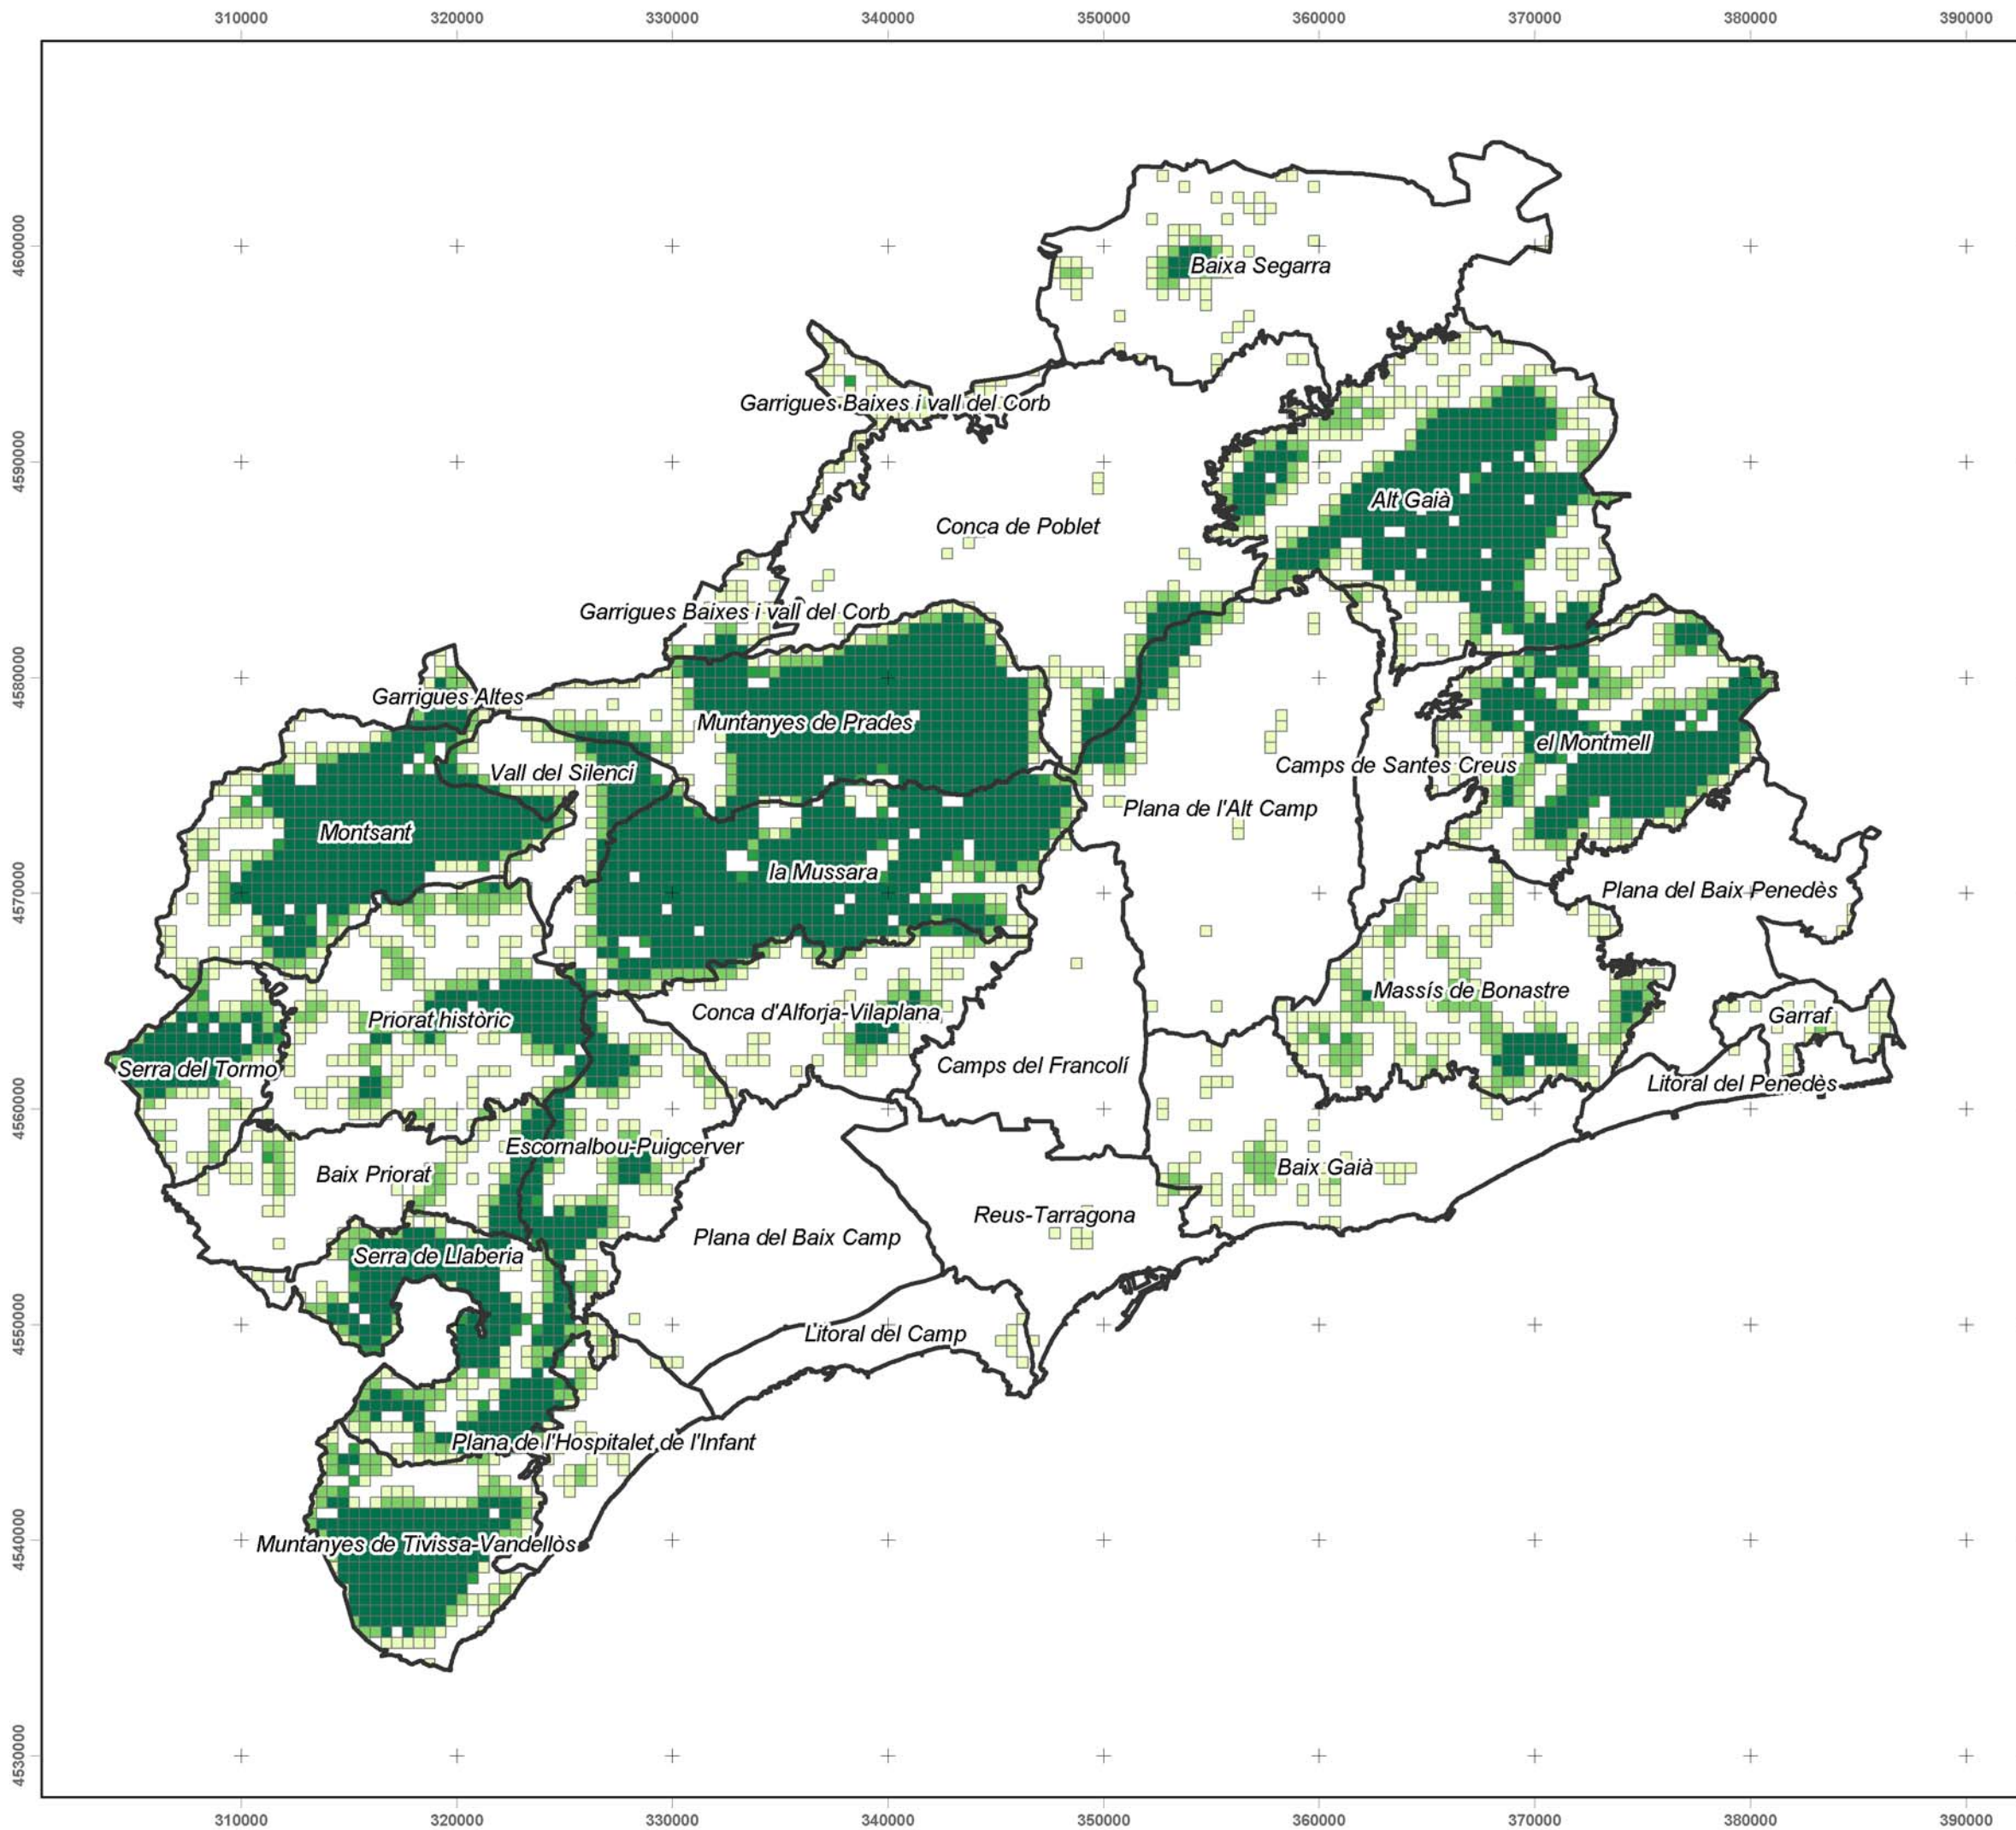 310000 320000 330000 340000 350000 360000 370000 380000 390000
4600000
4590000
4580000
4570000
4560000
4550000
4540000
4530000
Baixa Segarra
Garrigues Baixes i vall del Corb
Alt Gaià
Conca de Poblet
Garrigues Baixes i vall del Corb
Garrigues Altes
Muntanyes de Prades
el Montmell
Camps de Santes Creus
Vall del Silenci
Plana de l'Alt Camp
Montsant
la Mussara
Plana del Baix Penedès
Massís de Bonastre
Conca d'Alforja-Vilaplana
Garraf
Priorat històric
Camps del Francolí
Serra del Tormo
Litoral del Penedès
Escornalbou-Puigcerver
Baix Gaià
Baix Priorat
Reus-Tarragona
Plana del Baix Camp
Serra de Llaberia
Litoral del Camp
Plana de l'Hospitalet de l'Infant
Muntanyes de Tivissa-Vandellòs
310000 320000 330000 340000 350000 360000 370000 380000 390000